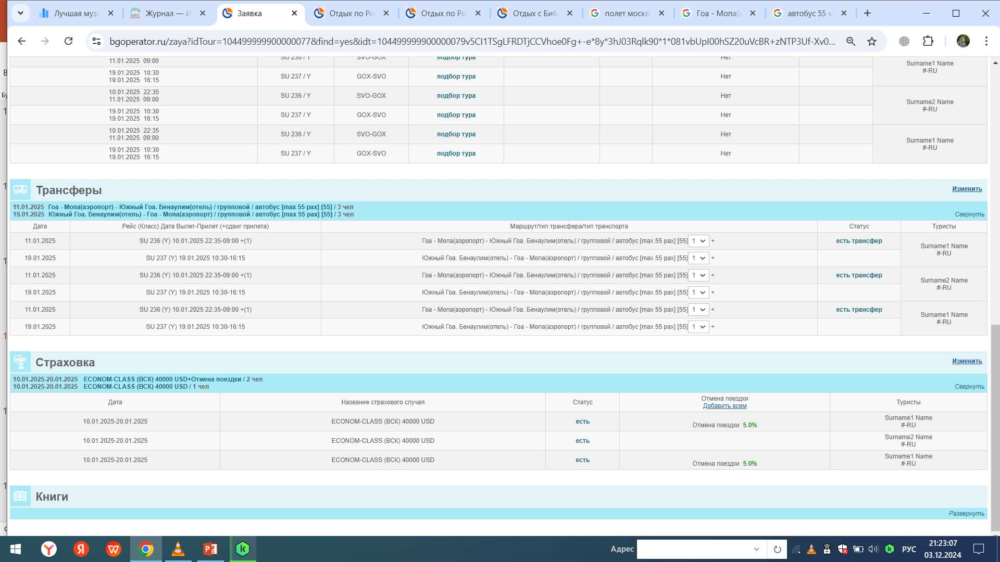 Лучшая музы
Журнал — И
Заявка
Отдых по Ро
Отдых по Ро
Отдых с Биб
полет москв
Гоа - Мопа(а
автобус 55 м
bgoperator.ru/zaya?idTour=104499999900000077&find=yes&idt=104499999900000079v5CI1TSgLFRDTjCCVhoe0Fg+-e*8y*3hJ03Rqlk90*1*081vbUpI00hSZ20uVcBR+zNTP3Uf-Xv0...
SU 236 / Y SVO-GOX подбор тура Нет
11.01.2025 09:00
Surname1 Name
#-RU
19.01.2025 10:30
19.01.2025 16:15
SU 237 / Y GOX-SVO подбор тура Нет
10.01.2025 22:35
11.01.2025 09:00
SU 236 / Y SVO-GOX подбор тура Нет
Surname2 Name
#-RU
19.01.2025 10:30
19.01.2025 16:15
SU 237 / Y GOX-SVO подбор тура Нет
10.01.2025 22:35
11.01.2025 09:00
SU 236 / Y SVO-GOX подбор тура Нет
Surname1 Name
#-RU
19.01.2025 10:30
19.01.2025 16:15
SU 237 / Y GOX-SVO подбор тура Нет
Трансферы
Изменить
11.01.2025 Гоа - Мопа(аэропорт) - Южный Гоа. Бенаулим(отель) / групповой / автобус [max 55 pax] [55] / 3 чел
19.01.2025 Южный Гоа. Бенаулим(отель) - Гоа - Мопа(аэропорт) / групповой / автобус [max 55 pax] [55] / 3 чел
Свернуть
Дата Рейс (Класс) Дата Вылет-Прилет (+сдвиг прилета) Маршрут/тип трансфера/тип транспорта Статус Туристы
11.01.2025 SU 236 (Y) 10.01.2025 22:35-09:00 +(1) Гоа - Мопа(аэропорт) - Южный Гоа. Бенаулим(отель) / групповой / автобус [max 55 pax] [55] 1 + есть трансфер
Surname1 Name
#-RU
19.01.2025 SU 237 (Y) 19.01.2025 10:30-16:15 Южный Гоа. Бенаулим(отель) - Гоа - Мопа(аэропорт) / групповой / автобус [max 55 pax] [55] 1 +
11.01.2025 SU 236 (Y) 10.01.2025 22:35-09:00 +(1) Гоа - Мопа(аэропорт) - Южный Гоа. Бенаулим(отель) / групповой / автобус [max 55 pax] [55] 1 + есть трансфер
Surname2 Name
#-RU
19.01.2025 SU 237 (Y) 19.01.2025 10:30-16:15 Южный Гоа. Бенаулим(отель) - Гоа - Мопа(аэропорт) / групповой / автобус [max 55 pax] [55] 1 +
11.01.2025 SU 236 (Y) 10.01.2025 22:35-09:00 +(1) Гоа - Мопа(аэропорт) - Южный Гоа. Бенаулим(отель) / групповой / автобус [max 55 pax] [55] 1 + есть трансфер
Surname1 Name
#-RU
19.01.2025 SU 237 (Y) 19.01.2025 10:30-16:15 Южный Гоа. Бенаулим(отель) - Гоа - Мопа(аэропорт) / групповой / автобус [max 55 pax] [55] 1 +
Страховка
Изменить
10.01.2025-20.01.2025 ECONOM-CLASS (ВСК) 40000 USD+Отмена поездки / 2 чел
10.01.2025-20.01.2025 ECONOM-CLASS (ВСК) 40000 USD / 1 чел
Свернуть
Дата Название страхового случая Статус Отмена поездки Туристы
Добавить всем
10.01.2025-20.01.2025 ECONOM-CLASS (ВСК) 40000 USD есть Отмена поездки 5.0% Surname1 Name
#-RU
10.01.2025-20.01.2025 ECONOM-CLASS (ВСК) 40000 USD есть Surname2 Name
#-RU
10.01.2025-20.01.2025 ECONOM-CLASS (ВСК) 40000 USD есть Отмена поездки 5.0% Surname1 Name
#-RU
Книги
Развернуть
Адрес
РУС
21:23:07
03.12.2024